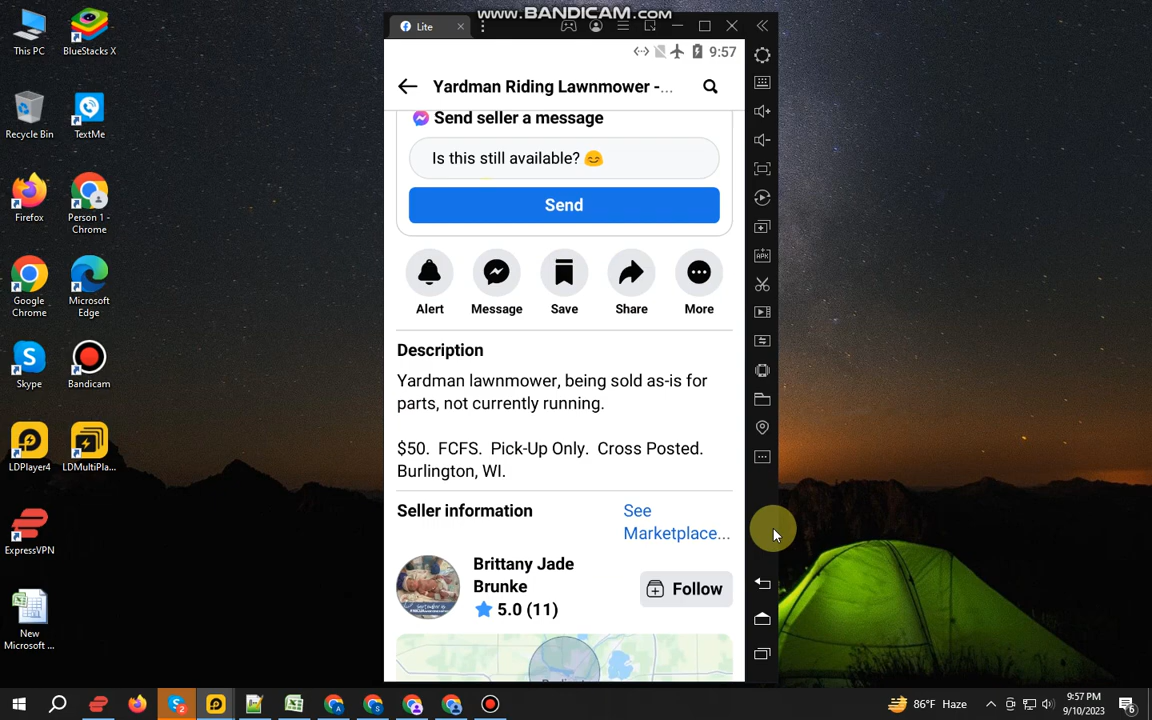 www.BANDICAM.com
This PC
BlueStacks X
Recycle Bin
TextMe
Firefox
Person 1 -
Chrome
Google
Chrome
Microsoft
Edge
Skype
Bandicam
LDPlayer4
LDMultiPla...
ExpressVPN
New
Microsoft ...
Lite
9:57
Yardman Riding Lawnmower -...
Send seller a message
Is this still available? 😊
Send
Alert
Message
Save
Share
More
Description
Yardman lawnmower, being sold as-is for
parts, not currently running.
$50. FCFS. Pick-Up Only. Cross Posted.
Burlington, WI.
Seller information
See
Marketplace...
Brittany Jade
Brunke
5.0 (11)
Follow
APK
86°F Haze
9:57 PM
9/10/2023
6